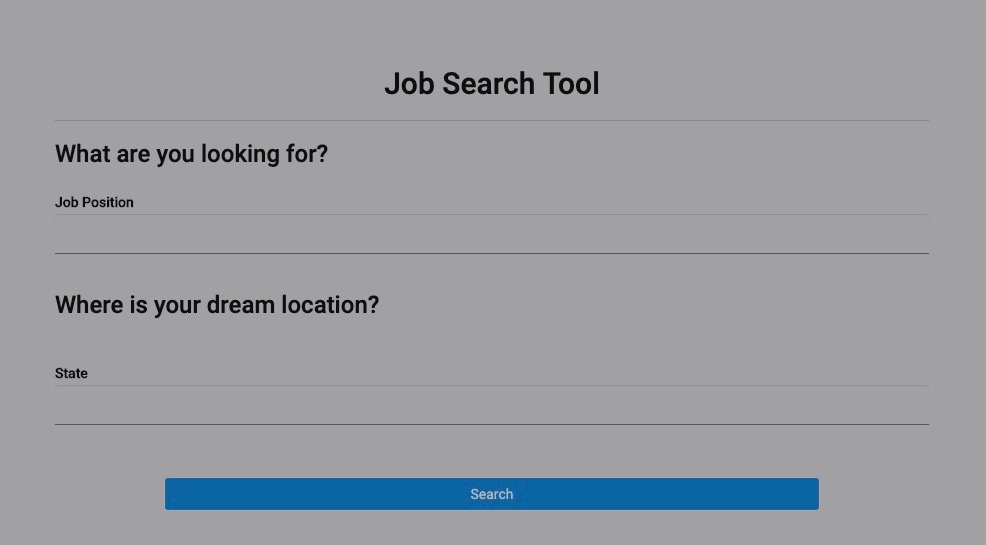 Job Search Tool
What are you looking for?
Job Position
Where is your dream location?
State
Search